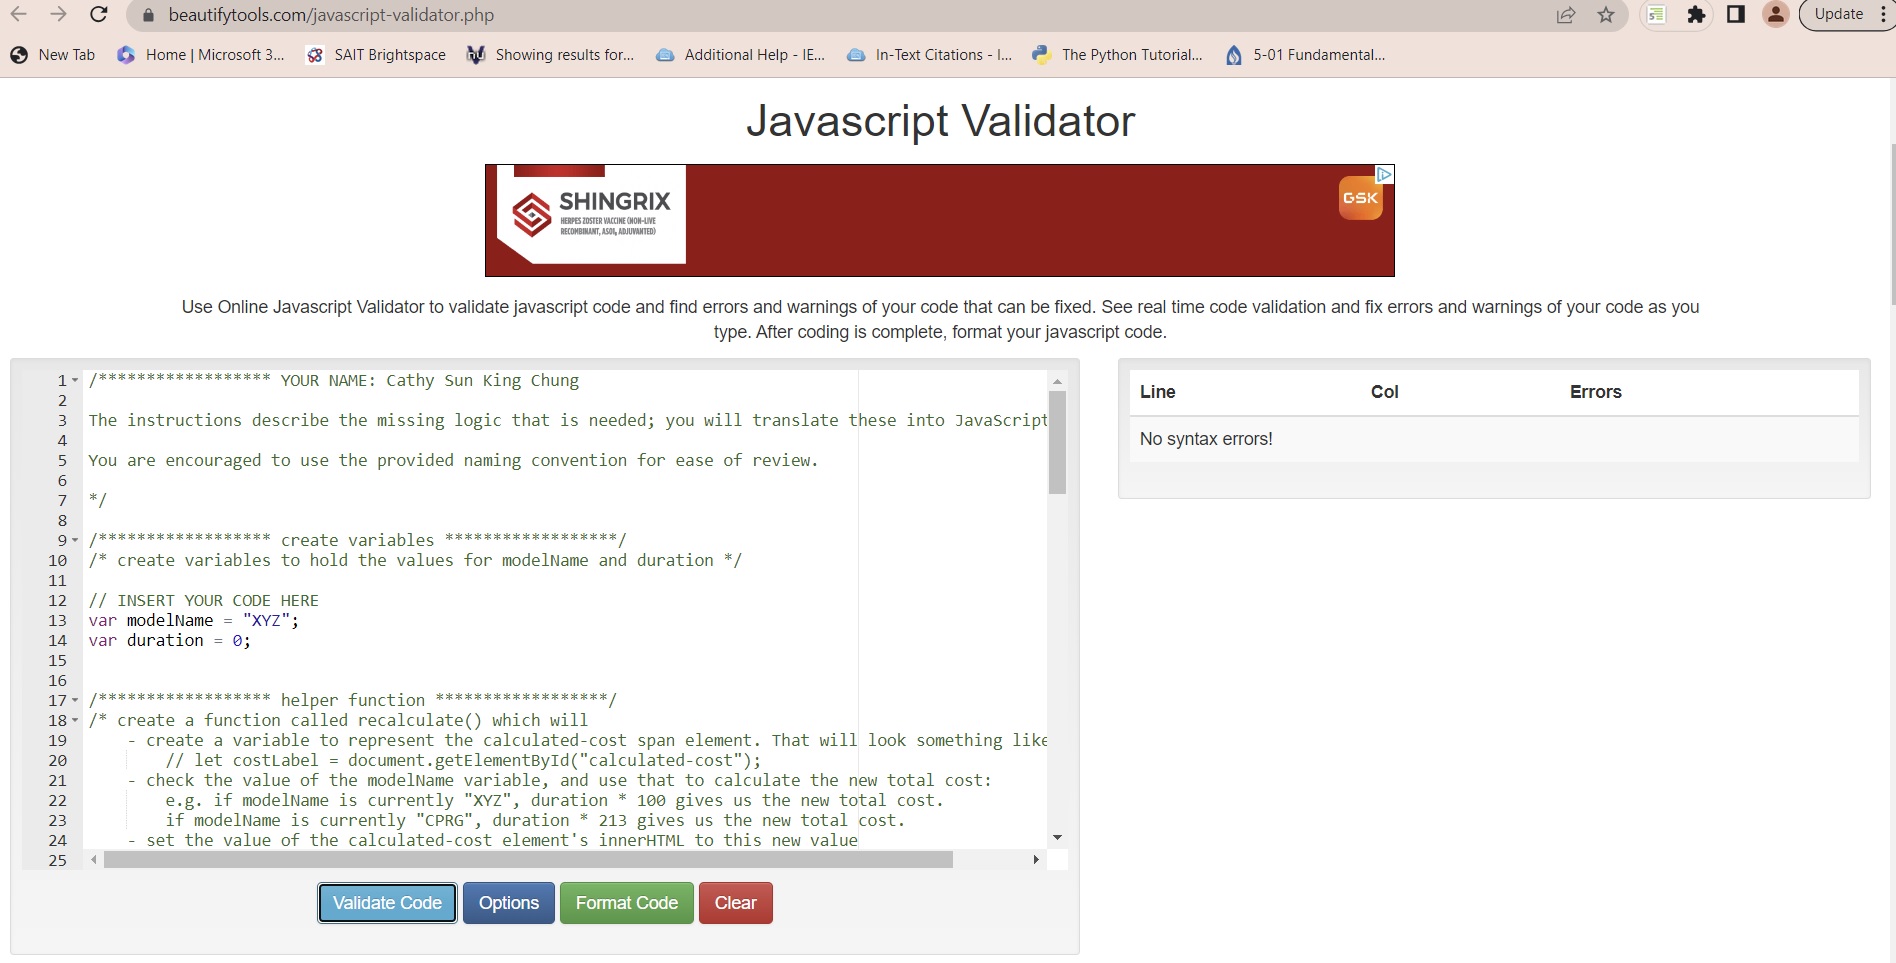 beautifytools.com/javascript-validator.php
Update
New Tab
Home | Microsoft 3...
SAIT Brightspace
Showing results for...
Additional Help - IE...
In-Text Citations - I...
The Python Tutorial...
5-01 Fundamental...
Javascript Validator
SHINGRIX
HERPES ZOSTER VACCINE (NON-LIVE
RECOMBINANT, AS01B ADJUVANTED)
GSK
Use Online Javascript Validator to validate javascript code and find errors and warnings of your code that can be fixed. See real time code validation and fix errors and warnings of your code as you
type. After coding is complete, format your javascript code.
1 /****************** YOUR NAME: Cathy Sun King Chung
2
3 The instructions describe the missing logic that is needed; you will translate these into JavaScript
4
5 You are encouraged to use the provided naming convention for ease of review.
6
7 */
8
9 /****************** create variables ******************/
10 /* create variables to hold the values for modelName and duration */
11
12 // INSERT YOUR CODE HERE
13 var modelName = "XYZ";
14 var duration = 0;
15
16
17 /****************** helper function ******************/
18 /* create a function called recalculate() which will
19 - create a variable to represent the calculated-cost span element. That will look something like
20 // let costLabel = document.getElementById("calculated-cost");
21 - check the value of the modelName variable, and use that to calculate the new total cost:
22 e.g. if modelName is currently "XYZ", duration * 100 gives us the new total cost.
23 if modelName is currently "CPRG", duration * 213 gives us the new total cost.
24 - set the value of the calculated-cost element's innerHTML to this new value
25
Line Col Errors
No syntax errors!
Validate Code
Options
Format Code
Clear